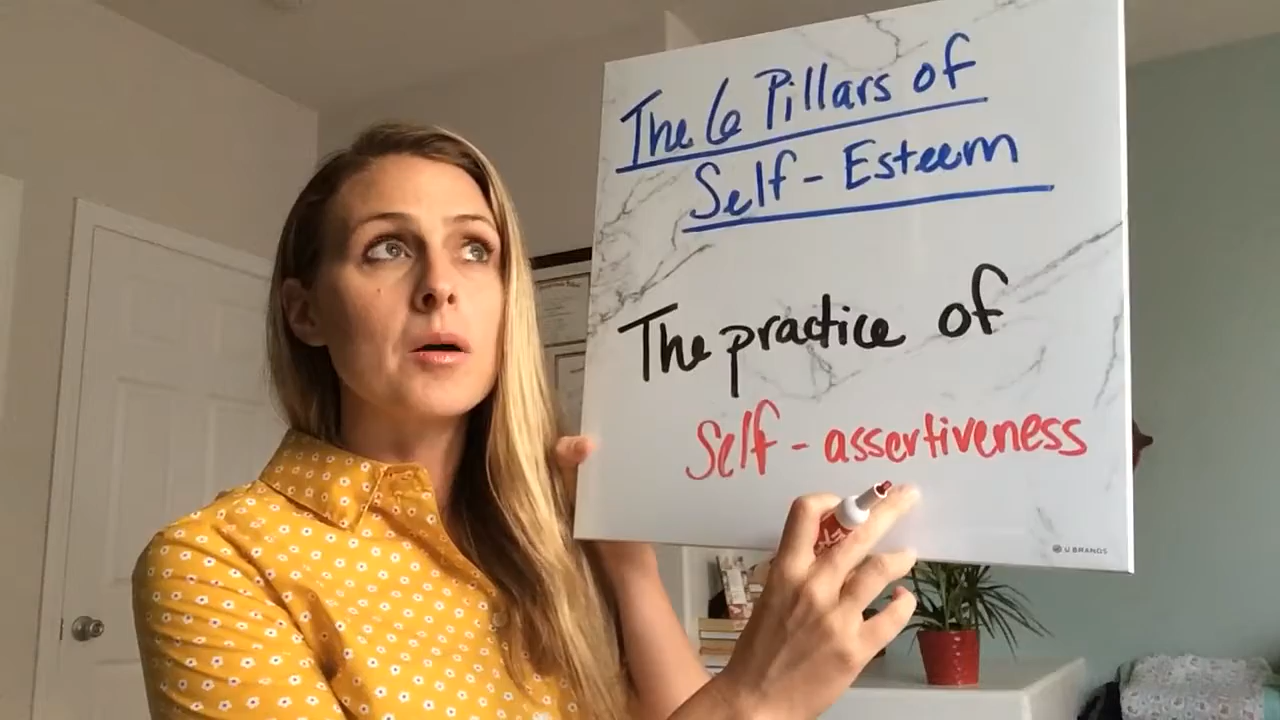 The 6 Pillars of
Self-Esteem
The practice of
Self-assertiveness
U BRANDS